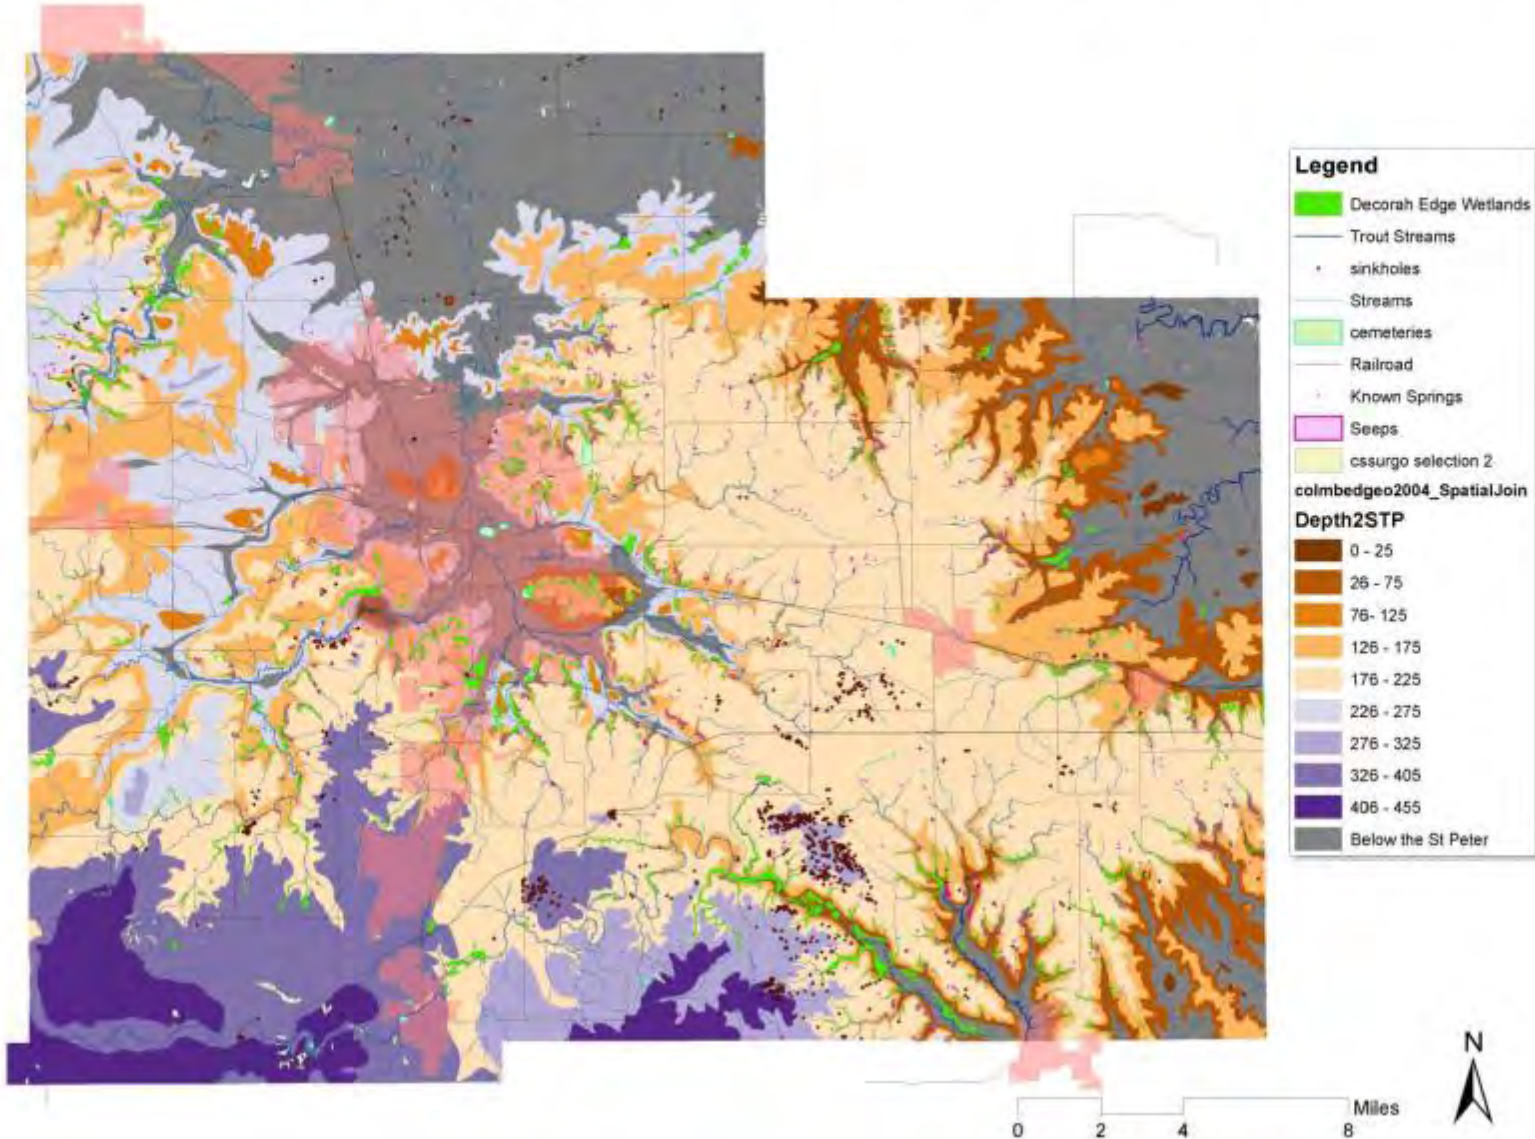 Legend
Decorah Edge Wetlands
Trout Streams
sinkholes
Streams
cemeteries
Railroad
Known Springs
Seeps
cssurgo selection 2
colmbedgeo2004_SpatialJoin
Depth2STP
0 - 25
26 - 75
76- 125
126 - 175
176 - 225
226 - 275
276 - 325
326 - 405
406 - 455
Below the St Peter
N
Miles
0 2 4 8